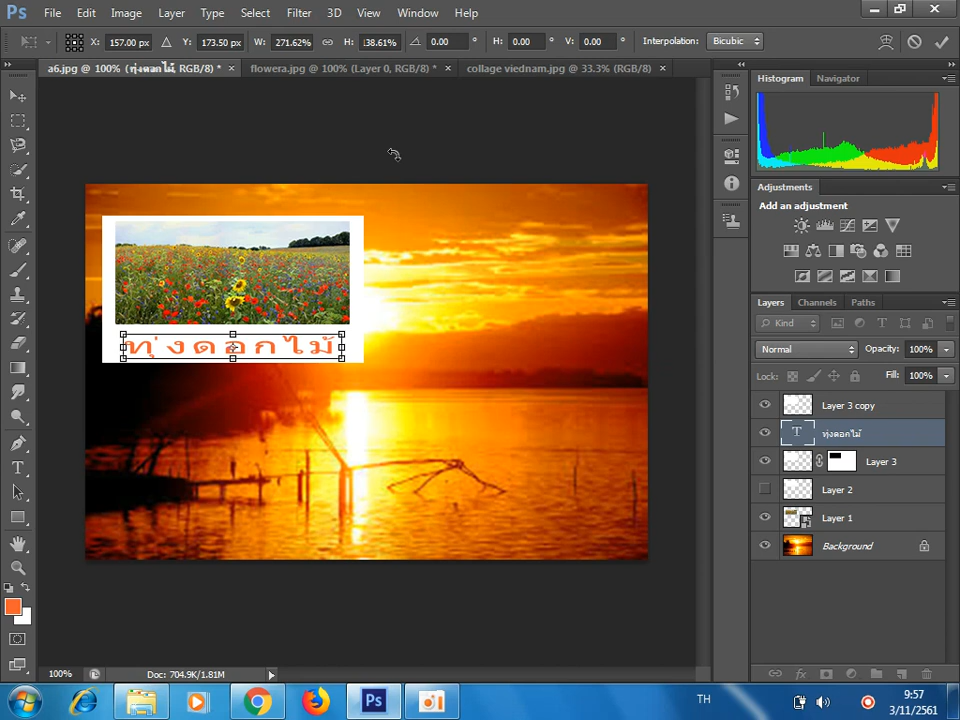 Ps File Edit Image Layer Type Select Filter 3D View Window Help
X: 157.00 px Y: 173.50 px W: 271.62% H: 138.61% 0.00 ° H: 0.00 ° V: 0.00 ° Interpolation: Bicubic
a6.jpg @ 100% (ทุ่งดอกไม้, RGB/8) * × flowera.jpg @ 100% (Layer 0, RGB/8) * × collage viednam.jpg @ 33.3% (RGB/8) ×
Histogram Navigator
Adjustments
Add an adjustment
Layers Channels Paths
Kind
Normal Opacity: 100%
Lock: Fill: 100%
Layer 3 copy
T ทุ่งดอกไม้
Layer 3
Layer 2
Layer 1
Background
ทุ่งดอกไม้
100% Doc: 704.9K/1.81M
Ps TH 9:57
3/11/2561